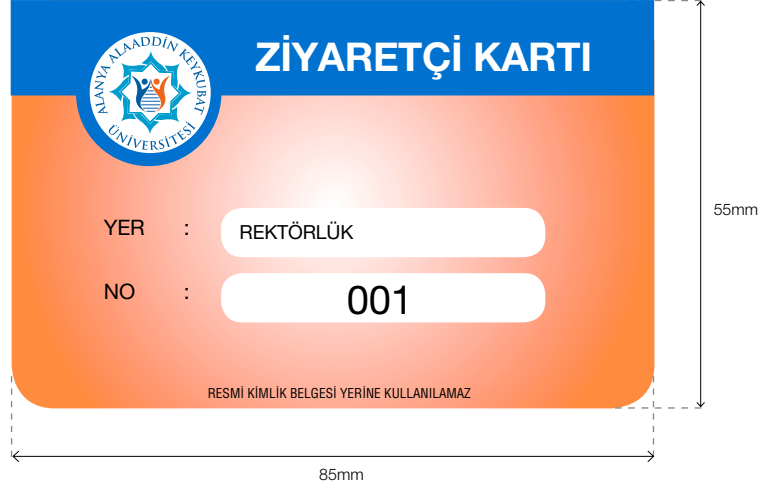 ALANYA ALAADDİN KEYKUBAT
ÜNİVERSİTESİ
ZİYARETÇİ KARTI
YER : REKTÖRLÜK
NO : 001
RESMİ KİMLİK BELGESİ YERİNE KULLANILAMAZ
55mm
85mm